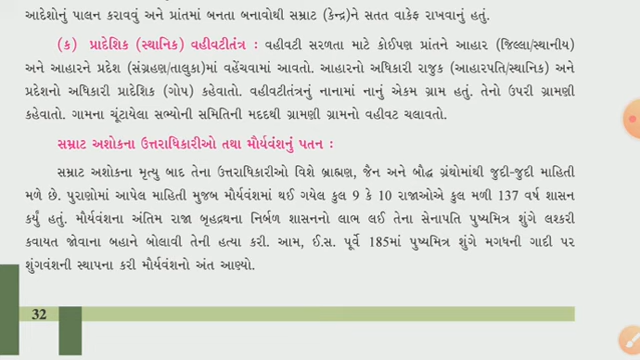 આદેશોનું પાલન કરાવવું અને પ્રાંતમાં બનતા બનાવોથી સમ્રાટ (કેન્દ્ર)ને સતત વાકેફ રાખવાનું હતું.
(ક) પ્રાદેશિક (સ્થાનિક) વહીવટીતંત્ર : વહીવટી સરળતા માટે કોઈપણ પ્રાંતને આહાર (જિલ્લા/સ્થાનીય)
અને આહારને પ્રદેશ (સંગ્રહણ/તાલુકા)માં વહેંચવામાં આવતો. આહારનો અધિકારી રાજુક (આહારપતિ/સ્થાનિક) અને
પ્રદેશનો અધિકારી પ્રાદેશિક (ગોપ) કહેવાતો. વહીવટીતંત્રનું નાનામાં નાનું એકમ ગ્રામ હતું. તેનો ઉપરી ગ્રામણી
કહેવાતો. ગામના ચૂંટાયેલા સભ્યોની સમિતિની મદદથી ગ્રામણી ગ્રામનો વહીવટ ચલાવતો.
સમ્રાટ અશોકના ઉત્તરાધિકારીઓ તથા મૌર્યવંશનું પતન :
સમ્રાટ અશોકના મૃત્યુ બાદ તેના ઉત્તરાધિકારીઓ વિશે બ્રાહ્મણ, જૈન અને બૌદ્ધ ગ્રંથોમાંથી જુદી-જુદી માહિતી
મળે છે. પુરાણોમાં આપેલ માહિતી મુજબ મૌર્યવંશમાં થઈ ગયેલ કુલ 9 કે 10 રાજાઓએ કુલ મળી 137 વર્ષ શાસન
કર્યું હતું. મૌર્યવંશના અંતિમ રાજા બૃહદ્રથના નિર્બળ શાસનનો લાભ લઈ તેના સેનાપતિ પુષ્યમિત્ર શુંગે લશ્કરી
કવાયત જોવાના બહાને બોલાવી તેની હત્યા કરી. આમ, ઈ.સ. પૂર્વે 185માં પુષ્યમિત્ર શુંગે મગધની ગાદી પર
શુંગવંશની સ્થાપના કરી મૌર્યવંશનો અંત આણ્યો.
32